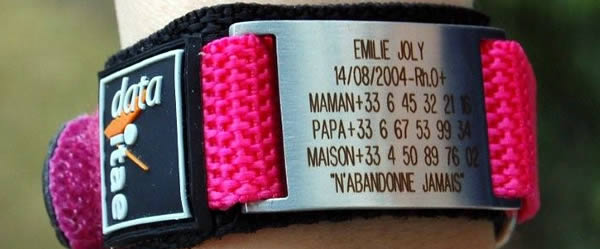 data
Vitae
EMILIE JOLY
14/08/2004-Rh.O+
MAMAN+33 6 45 32 21 16
PAPA+33 6 67 53 99 34
MAISON+33 4 50 89 76 02
"N'ABANDONNE JAMAIS"